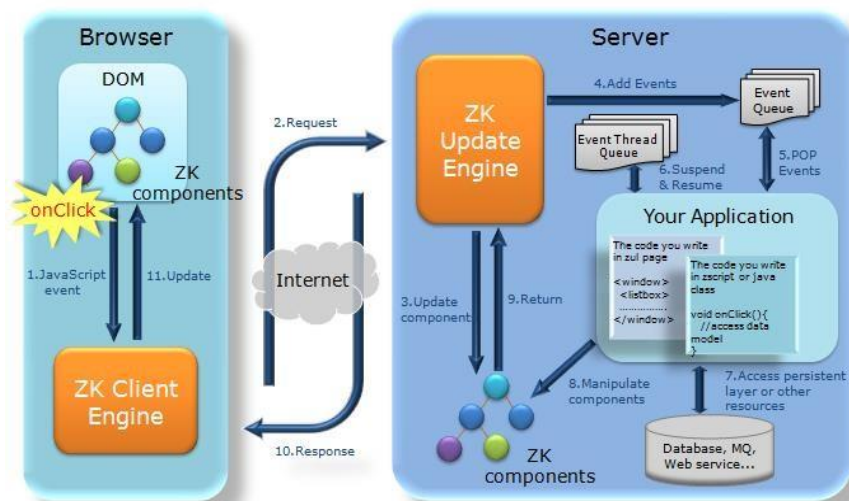 Browser
DOM
ZK
components
onClick
1.JavaScript
event
11.Update
ZK Client
Engine
2.Request
Internet
10.Response
Server
ZK
Update
Engine
4.Add Events
Event
Queue
Event Thread
Queue
6.Suspend
& Resume
5.POP
Events
Your Application
The code you write
in zul page
<window>
<listbox>
................
</window>
The code you write
in zscript or java
class
void onClick(){
//access data
model
}
3.Update
component
9.Return
8.Manipulate
components
7.Access persistent
layer or other
resources
ZK
components
Database, MQ,
Web service...